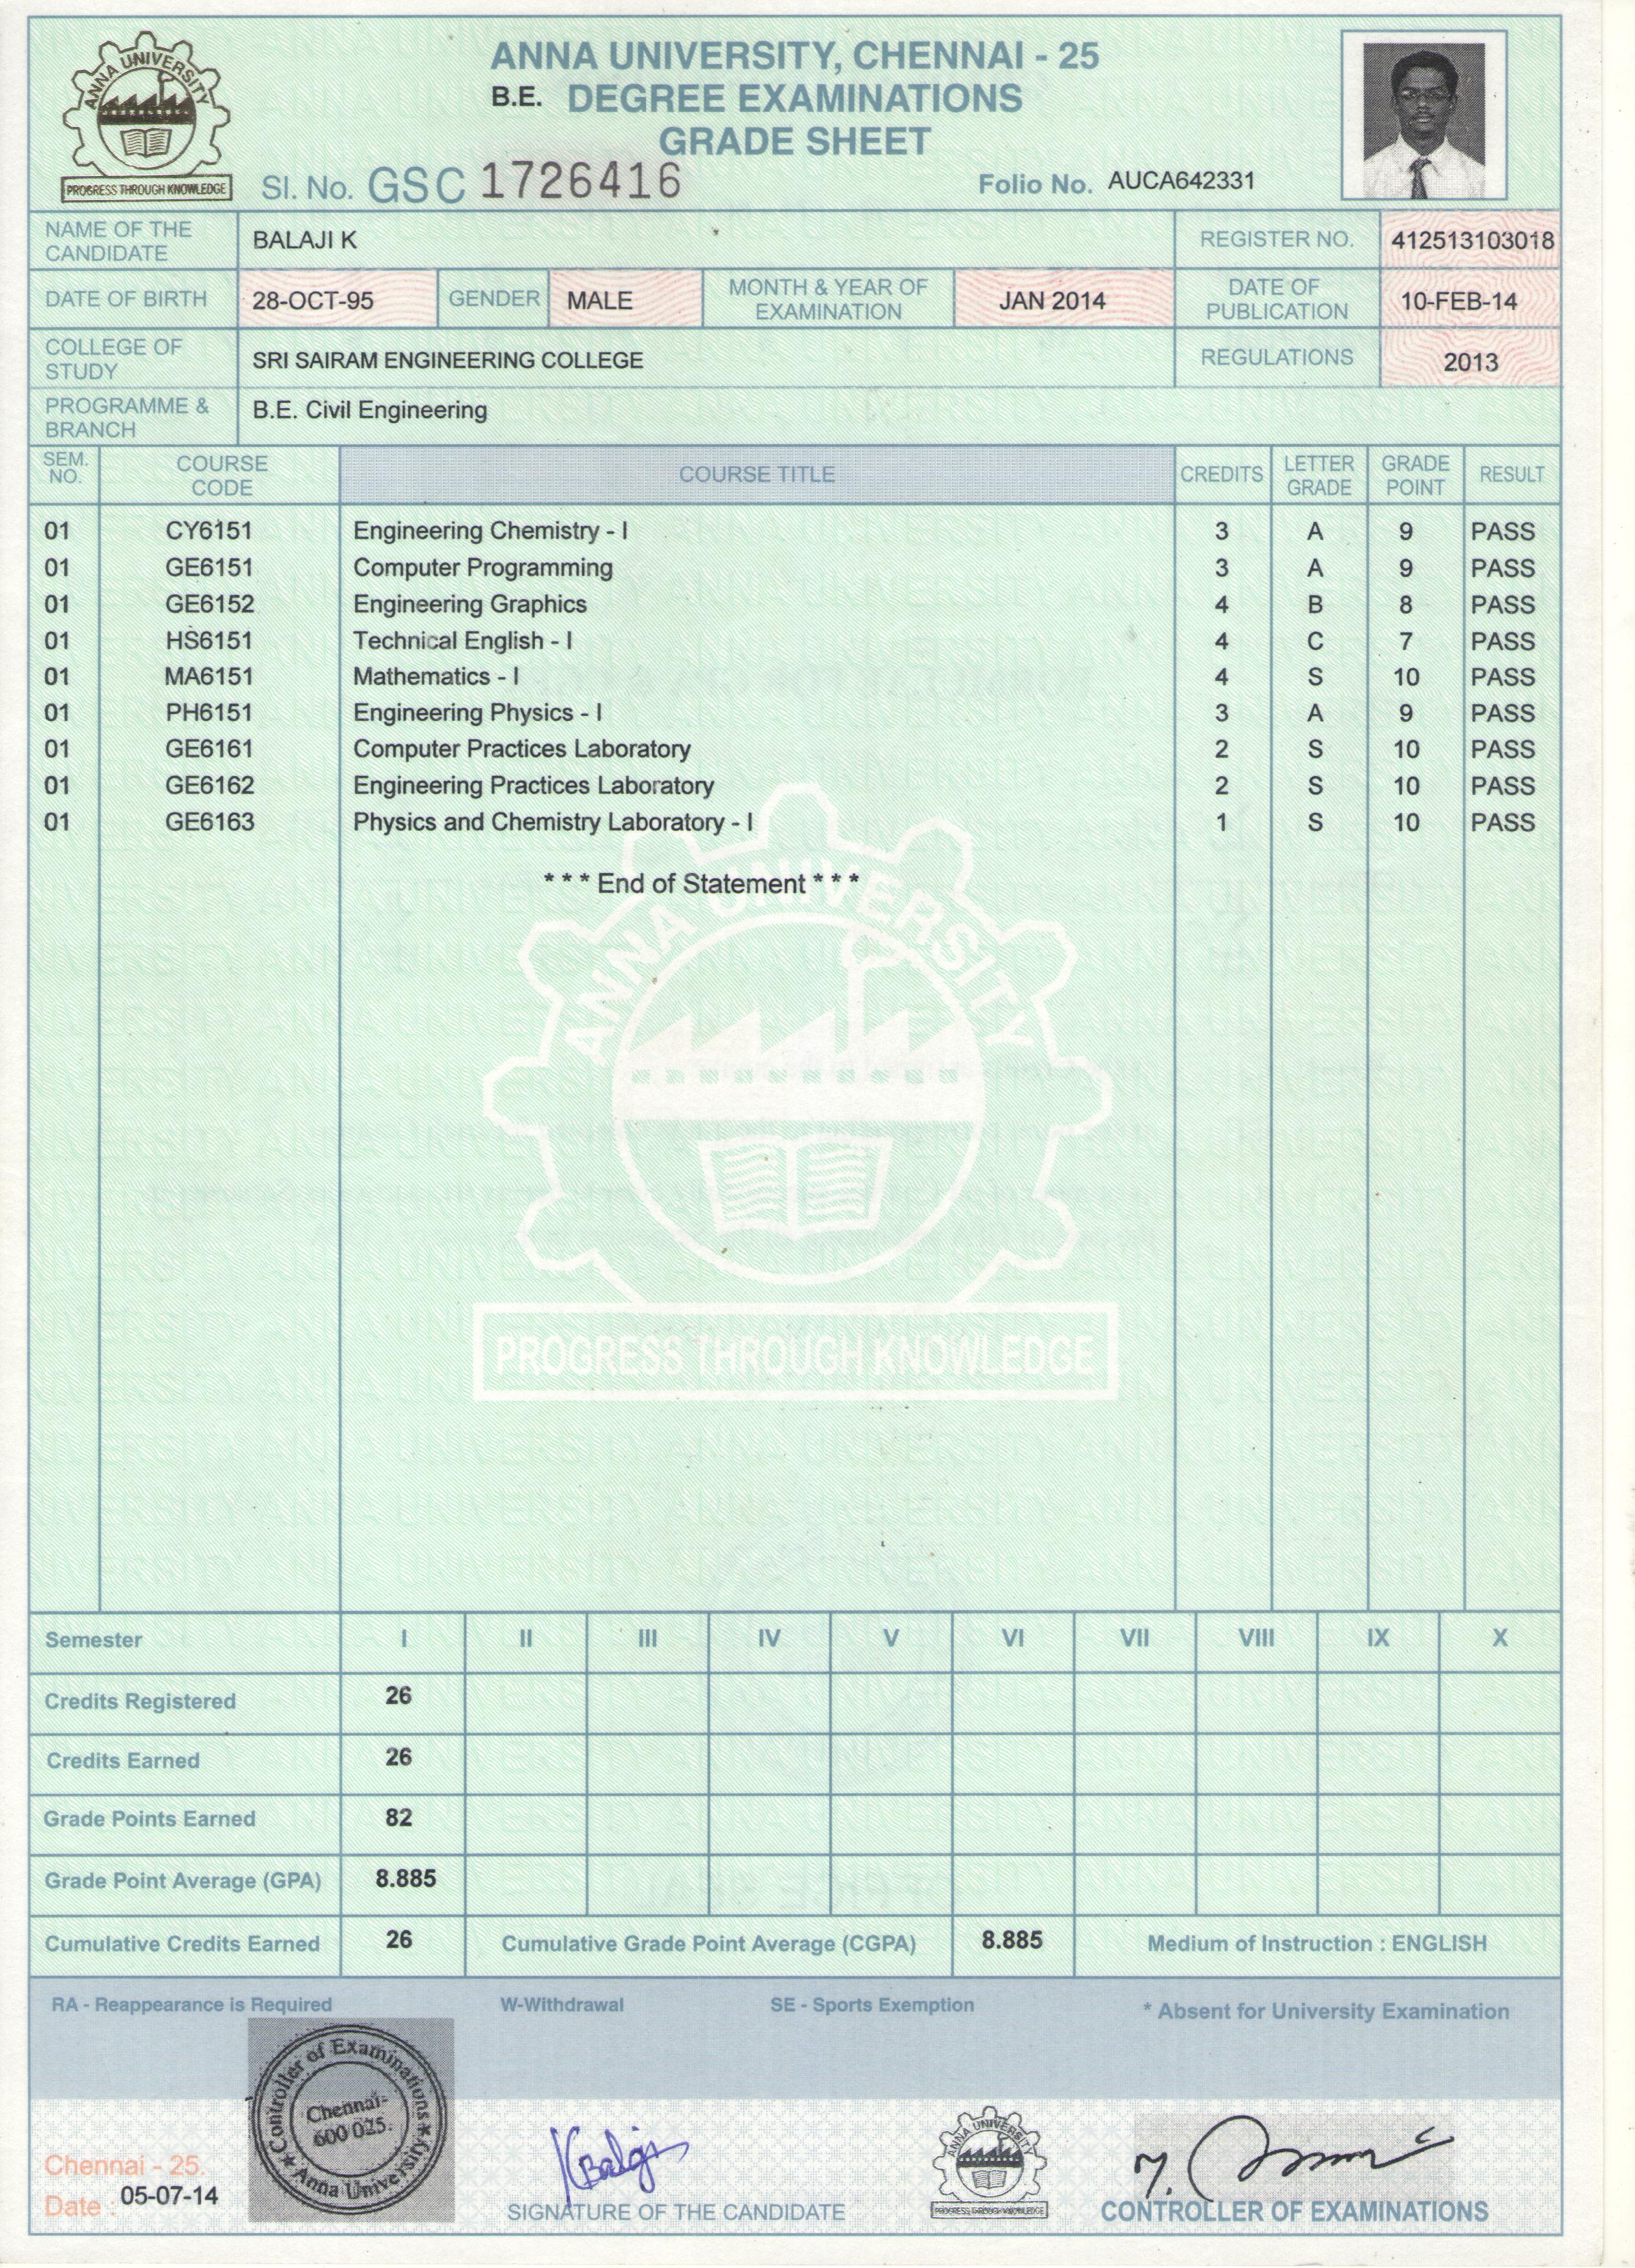 ANNA UNIVERSITY
PROGRESS THROUGH KNOWLEDGE
ANNA UNIVERSITY, CHENNAI - 25
B.E. DEGREE EXAMINATIONS
GRADE SHEET
Sl. No. GSC 1726416
Folio No. AUCA642331
NAME OF THE CANDIDATE BALAJI K REGISTER NO. 412513103018
DATE OF BIRTH 28-OCT-95 GENDER MALE MONTH & YEAR OF EXAMINATION JAN 2014 DATE OF PUBLICATION 10-FEB-14
COLLEGE OF STUDY SRI SAIRAM ENGINEERING COLLEGE REGULATIONS 2013
PROGRAMME & BRANCH B.E. Civil Engineering
SEM. NO. COURSE CODE COURSE TITLE CREDITS LETTER GRADE GRADE POINT RESULT
01 CY6151 Engineering Chemistry - I 3 A 9 PASS
01 GE6151 Computer Programming 3 A 9 PASS
01 GE6152 Engineering Graphics 4 B 8 PASS
01 HS6151 Technical English - I 4 C 7 PASS
01 MA6151 Mathematics - I 4 S 10 PASS
01 PH6151 Engineering Physics - I 3 A 9 PASS
01 GE6161 Computer Practices Laboratory 2 S 10 PASS
01 GE6162 Engineering Practices Laboratory 2 S 10 PASS
01 GE6163 Physics and Chemistry Laboratory - I 1 S 10 PASS
* * * End of Statement * * *
ANNA UNIVERSITY
PROGRESS THROUGH KNOWLEDGE
Semester I II III IV V VI VII VIII IX X
Credits Registered 26
Credits Earned 26
Grade Points Earned 82
Grade Point Average (GPA) 8.885
Cumulative Credits Earned 26 Cumulative Grade Point Average (CGPA) 8.885 Medium of Instruction : ENGLISH
RA - Reappearance is Required W-Withdrawal SE - Sports Exemption * Absent for University Examination
Controller of Examinations
Chennai-
600 025.
Anna University
Chennai - 25.
Date : 05-07-14
K Balaji
SIGNATURE OF THE CANDIDATE
ANNA UNIVERSITY
PROGRESS THROUGH KNOWLEDGE
CONTROLLER OF EXAMINATIONS